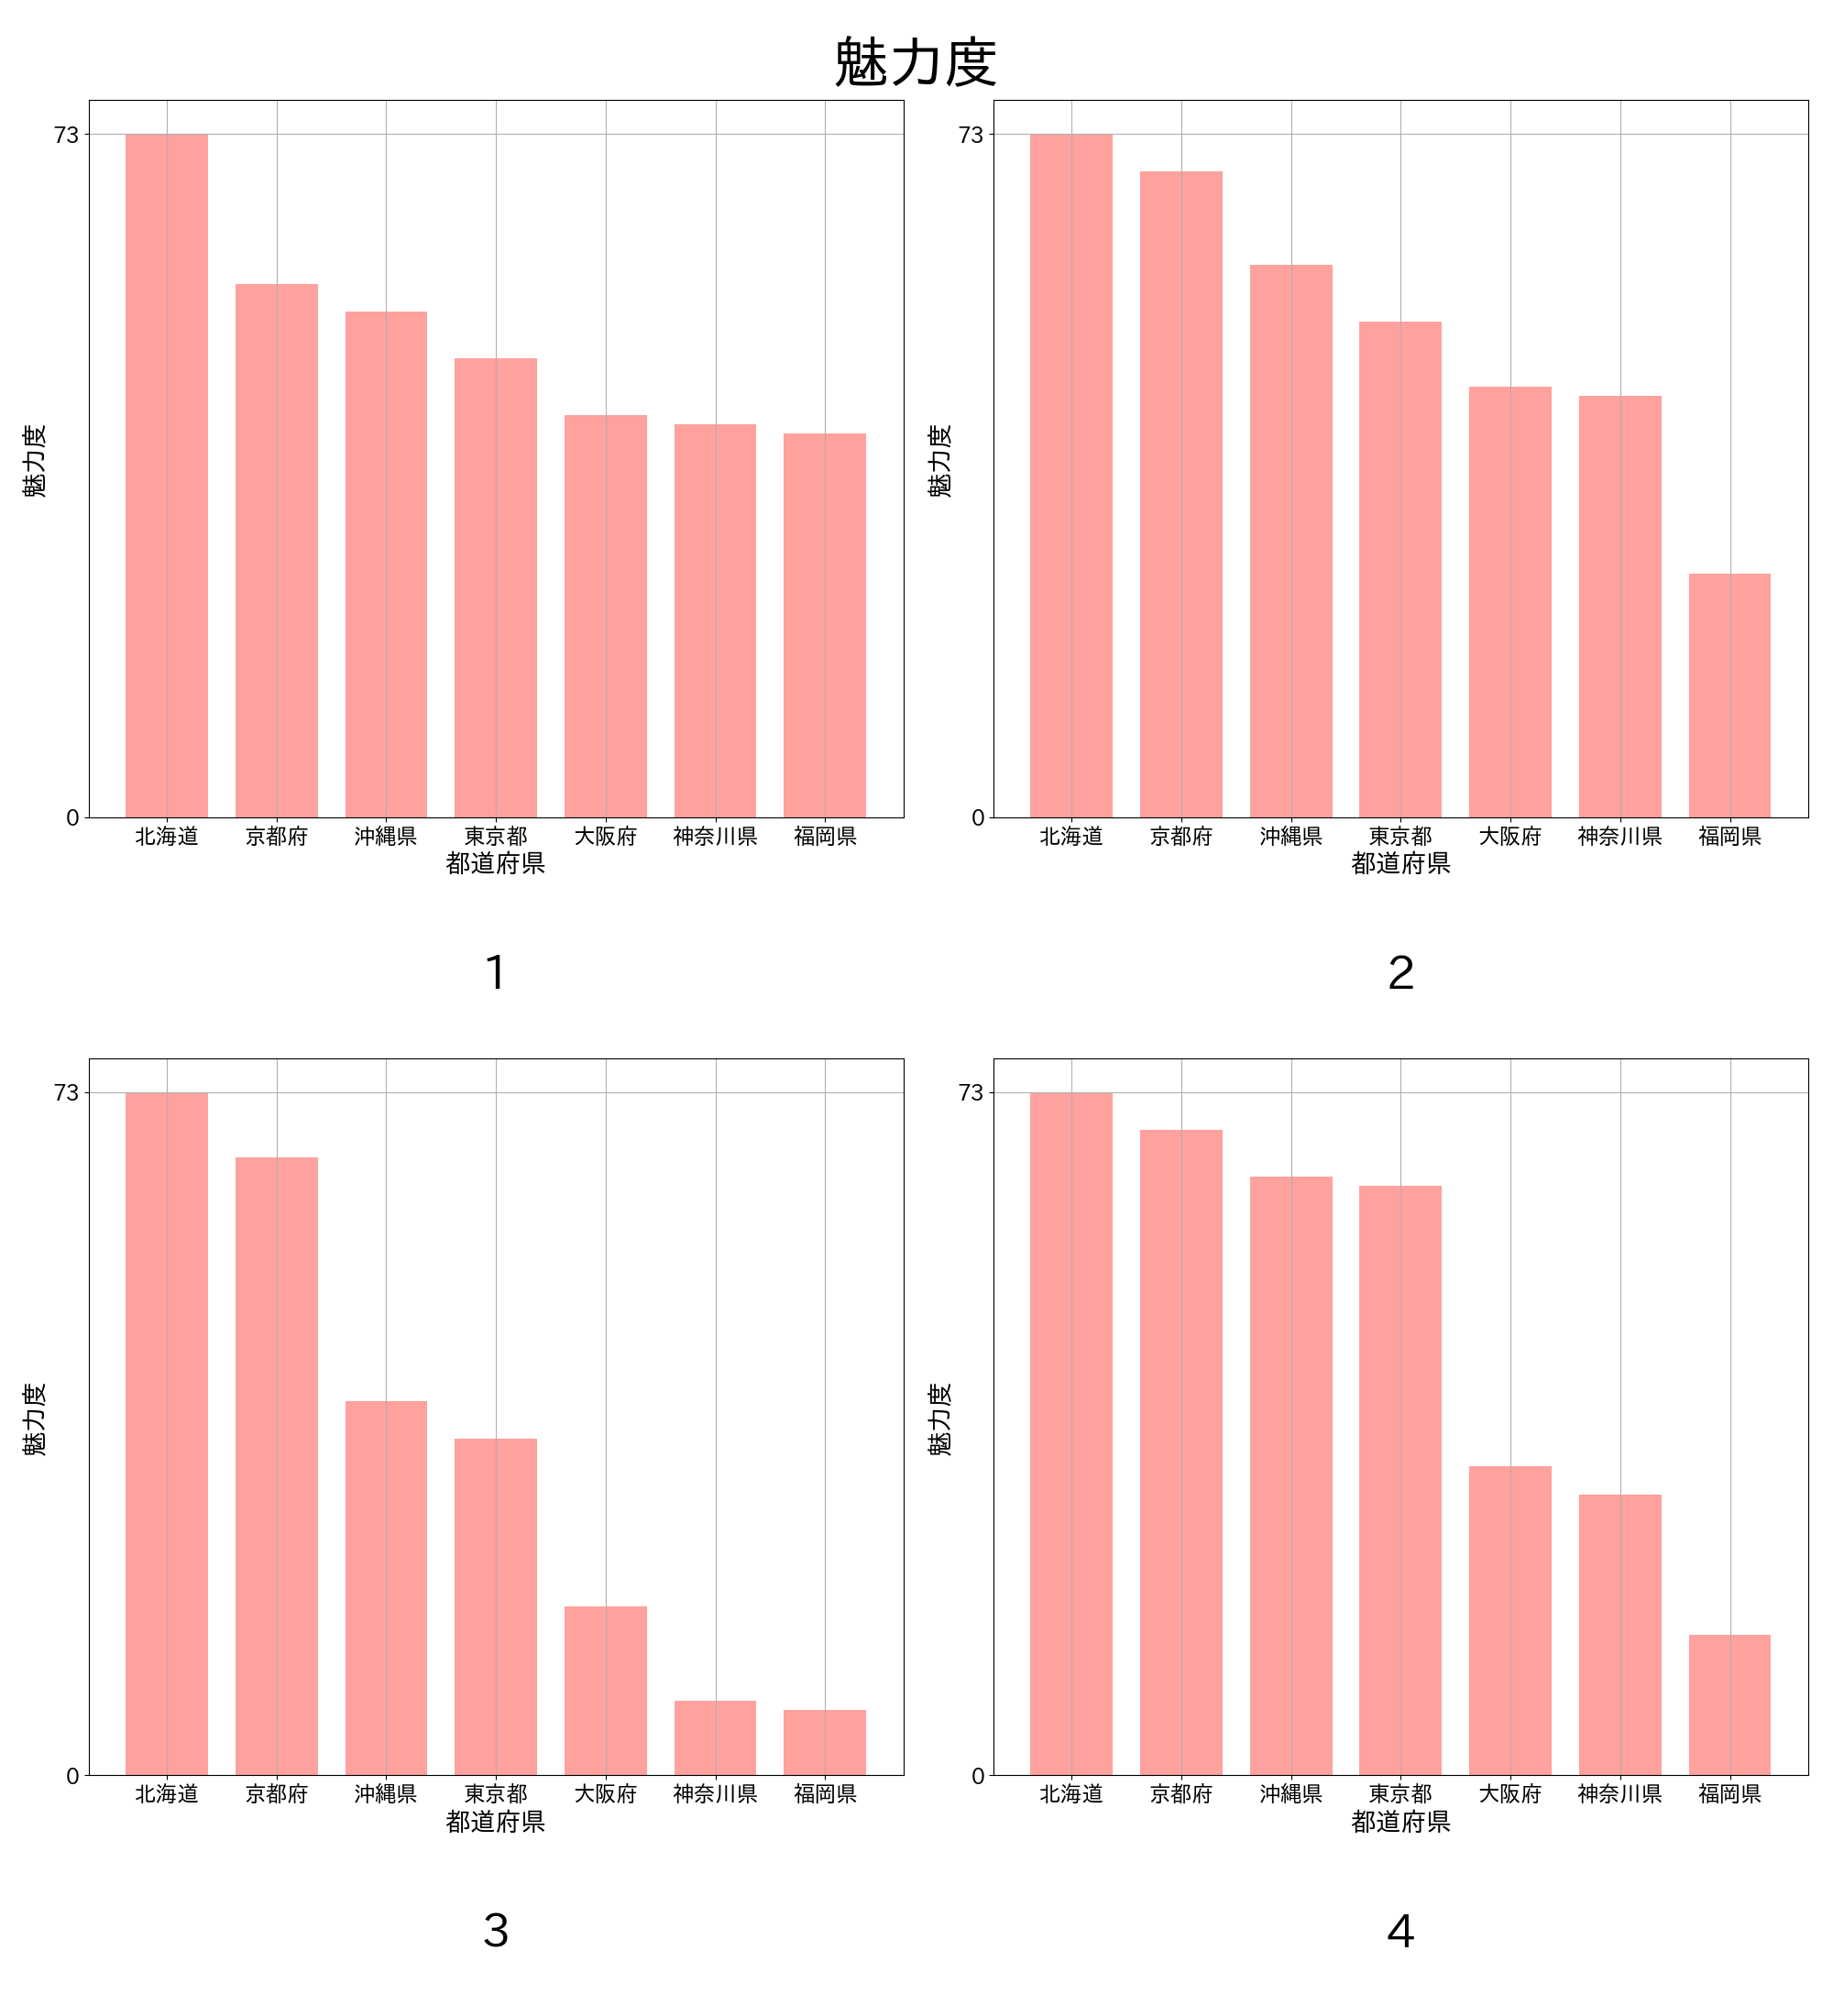 魅力度
73
0
魅力度
北海道 京都府 沖縄県 東京都 大阪府 神奈川県 福岡県
都道府県
1
73
0
魅力度
北海道 京都府 沖縄県 東京都 大阪府 神奈川県 福岡県
都道府県
2
73
0
魅力度
北海道 京都府 沖縄県 東京都 大阪府 神奈川県 福岡県
都道府県
3
73
0
魅力度
北海道 京都府 沖縄県 東京都 大阪府 神奈川県 福岡県
都道府県
4